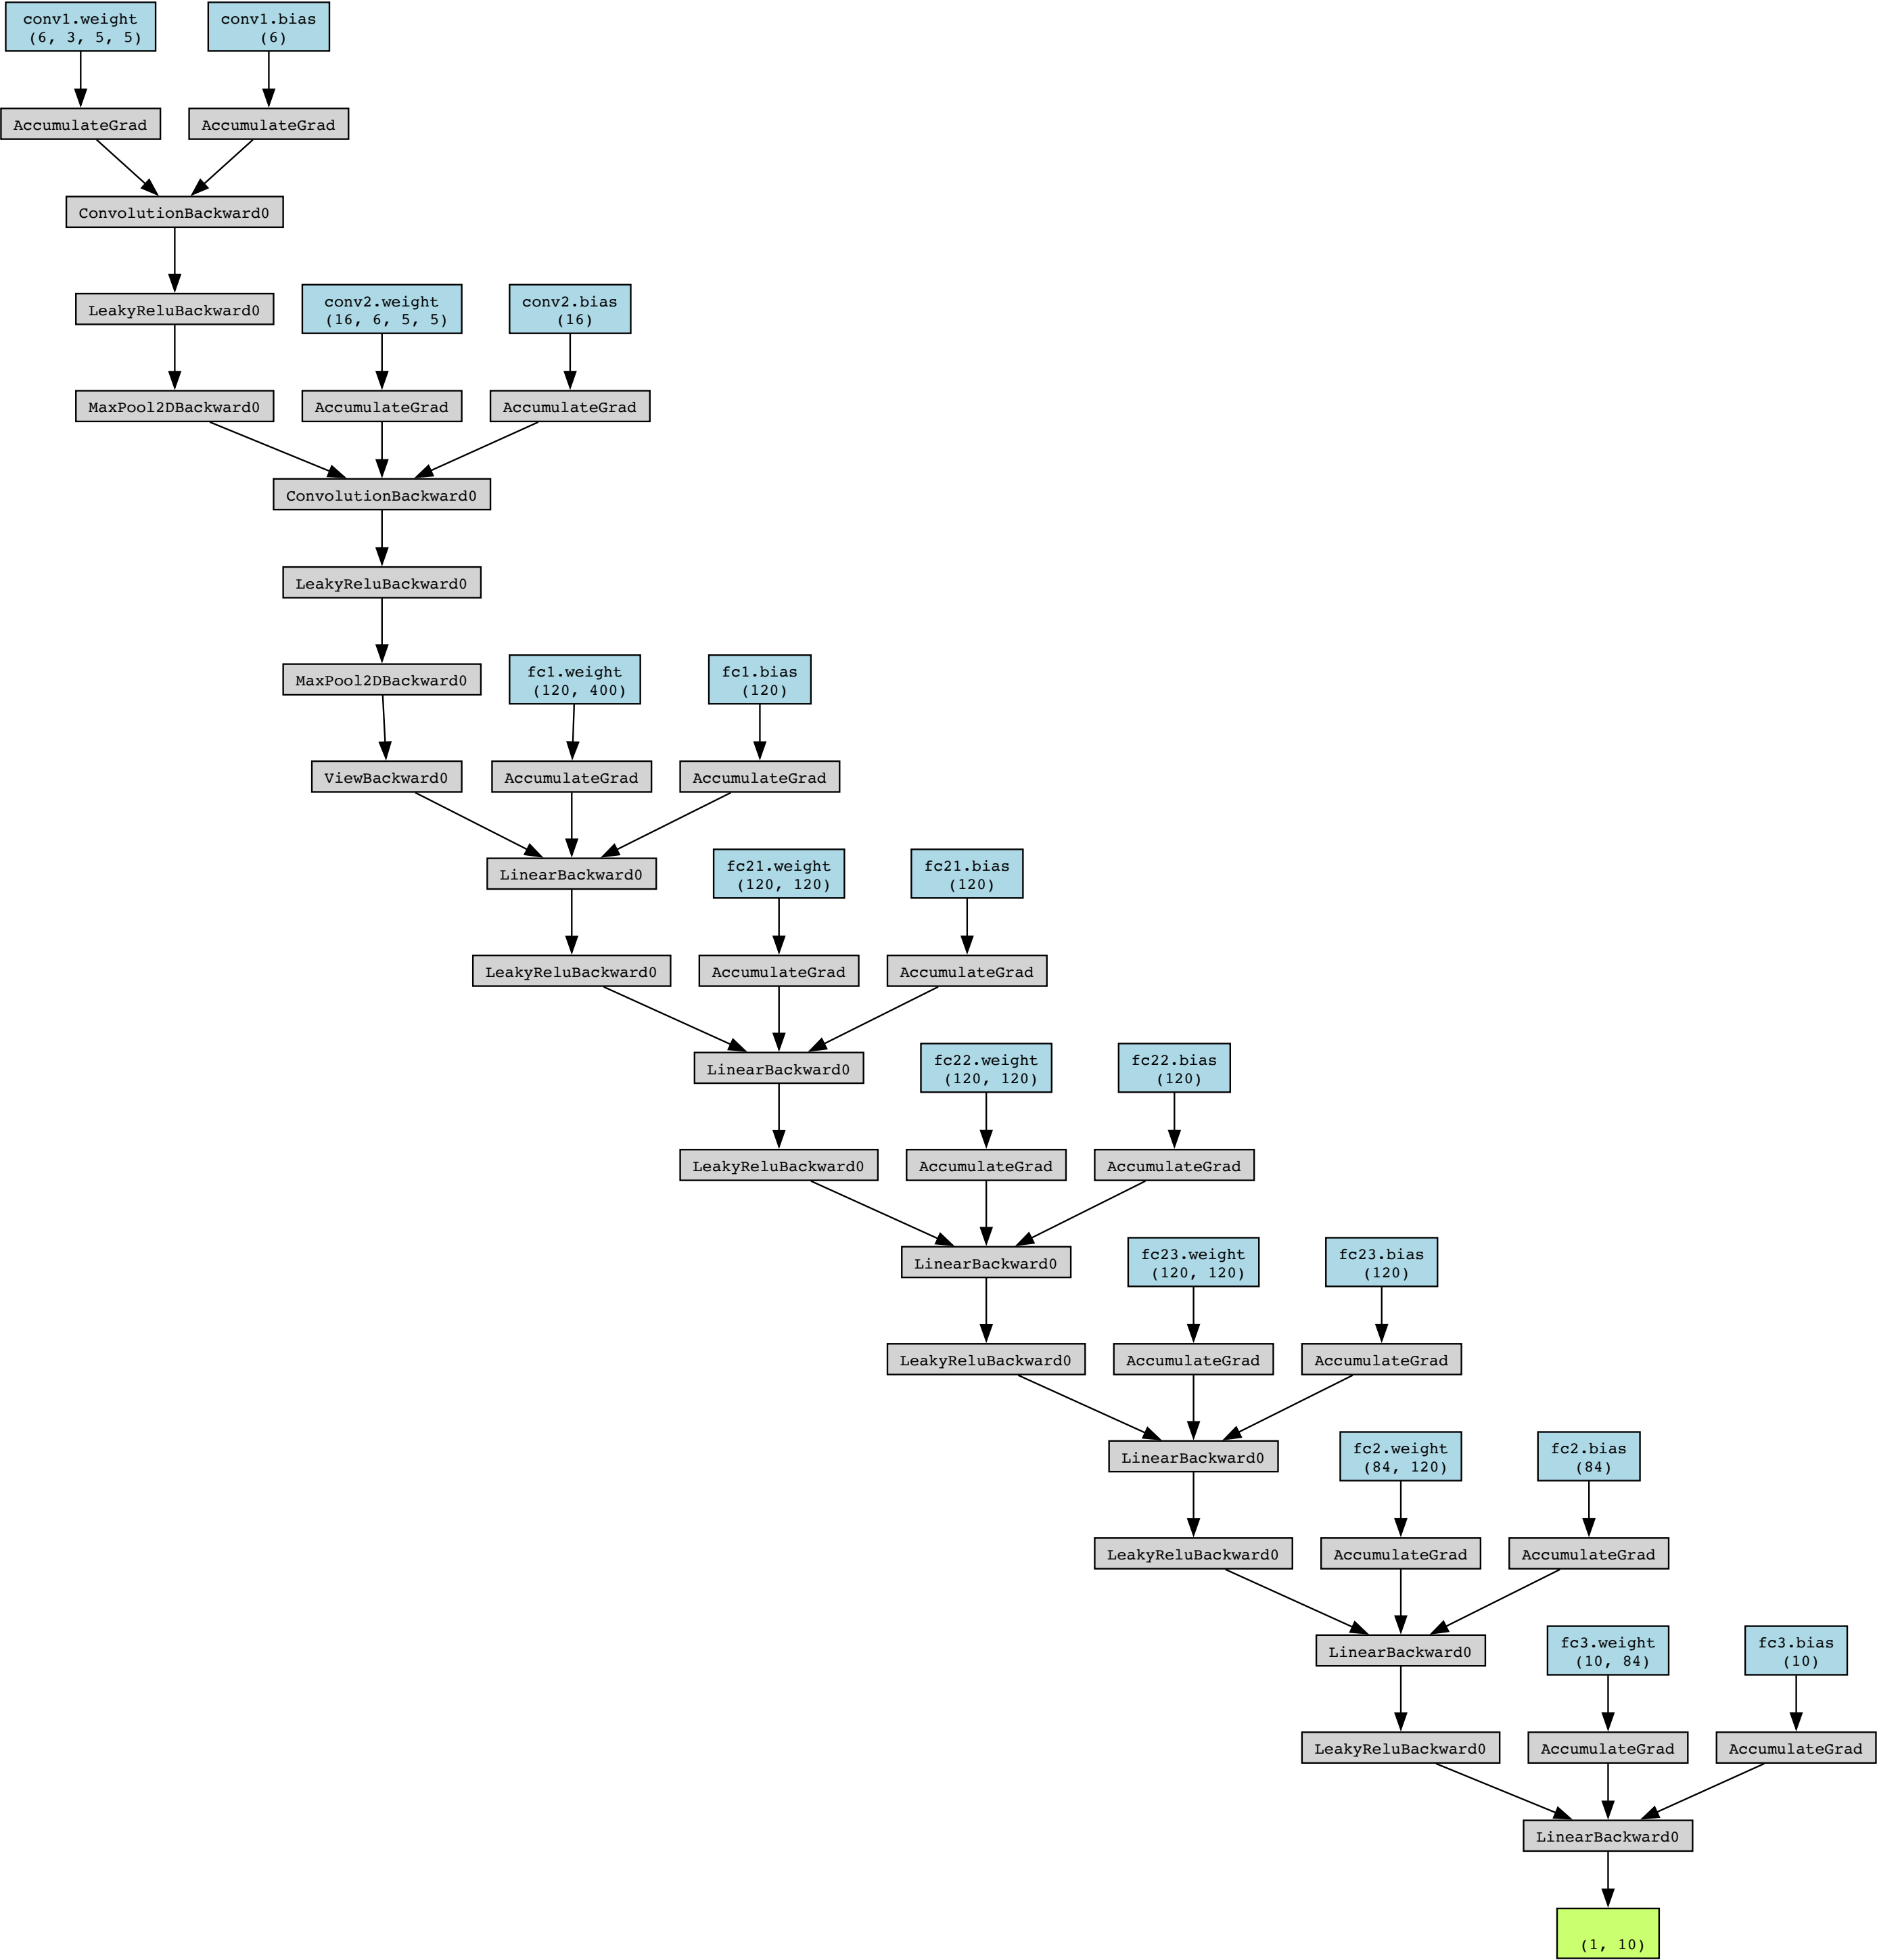 conv1.weight
(6, 3, 5, 5)
conv1.bias
(6)
AccumulateGrad
AccumulateGrad
ConvolutionBackward0
LeakyReluBackward0
conv2.weight
(16, 6, 5, 5)
conv2.bias
(16)
MaxPool2DBackward0
AccumulateGrad
AccumulateGrad
ConvolutionBackward0
LeakyReluBackward0
MaxPool2DBackward0
fc1.weight
(120, 400)
fc1.bias
(120)
ViewBackward0
AccumulateGrad
AccumulateGrad
LinearBackward0
fc21.weight
(120, 120)
fc21.bias
(120)
LeakyReluBackward0
AccumulateGrad
AccumulateGrad
LinearBackward0
fc22.weight
(120, 120)
fc22.bias
(120)
LeakyReluBackward0
AccumulateGrad
AccumulateGrad
LinearBackward0
fc23.weight
(120, 120)
fc23.bias
(120)
LeakyReluBackward0
AccumulateGrad
AccumulateGrad
LinearBackward0
fc2.weight
(84, 120)
fc2.bias
(84)
LeakyReluBackward0
AccumulateGrad
AccumulateGrad
LinearBackward0
fc3.weight
(10, 84)
fc3.bias
(10)
LeakyReluBackward0
AccumulateGrad
AccumulateGrad
LinearBackward0
(1, 10)